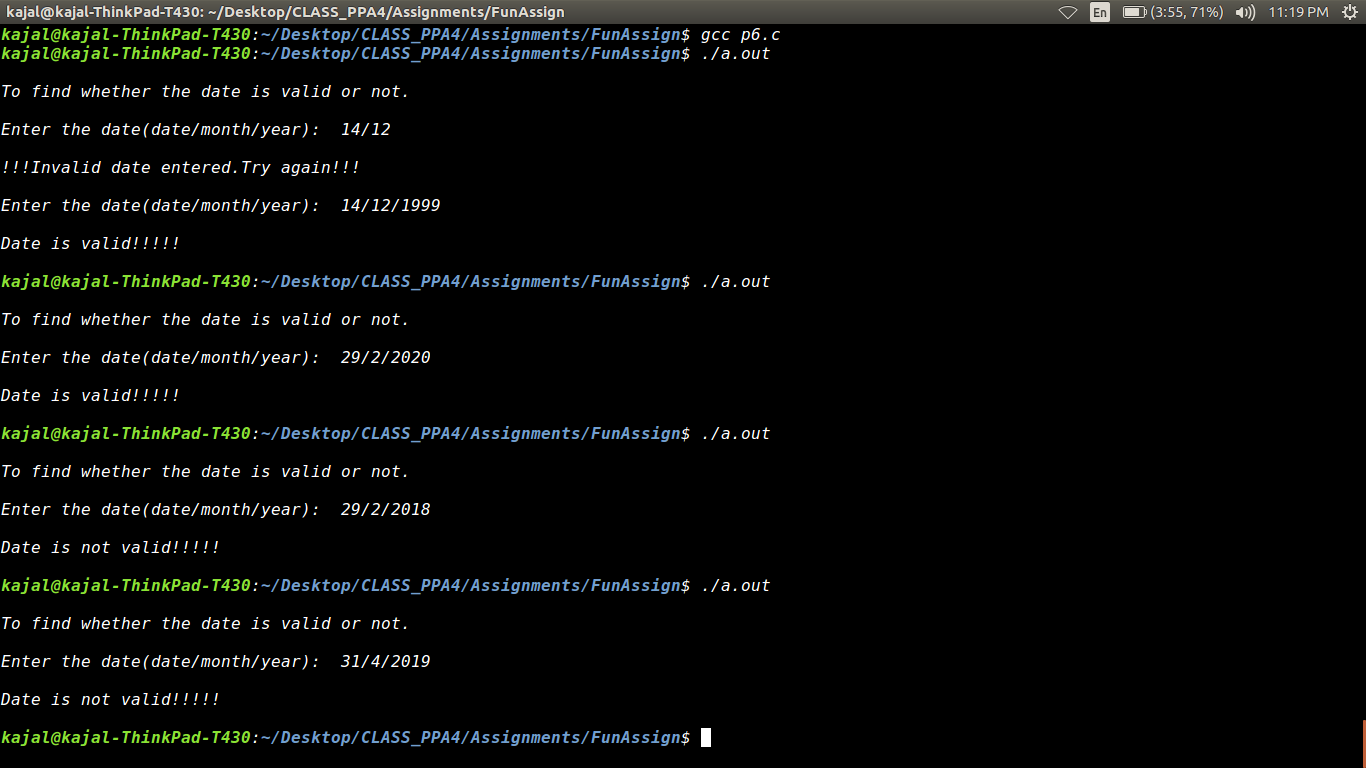 kajal@kajal-ThinkPad-T430: ~/Desktop/CLASS_PPA4/Assignments/FunAssign En (3:55, 71%) 11:19 PM
kajal@kajal-ThinkPad-T430:~/Desktop/CLASS_PPA4/Assignments/FunAssign$ gcc p6.c
kajal@kajal-ThinkPad-T430:~/Desktop/CLASS_PPA4/Assignments/FunAssign$ ./a.out
To find whether the date is valid or not.
Enter the date(date/month/year):  14/12
!!!Invalid date entered.Try again!!!
Enter the date(date/month/year):  14/12/1999
Date is valid!!!!!
kajal@kajal-ThinkPad-T430:~/Desktop/CLASS_PPA4/Assignments/FunAssign$ ./a.out
To find whether the date is valid or not.
Enter the date(date/month/year):  29/2/2020
Date is valid!!!!!
kajal@kajal-ThinkPad-T430:~/Desktop/CLASS_PPA4/Assignments/FunAssign$ ./a.out
To find whether the date is valid or not.
Enter the date(date/month/year):  29/2/2018
Date is not valid!!!!!
kajal@kajal-ThinkPad-T430:~/Desktop/CLASS_PPA4/Assignments/FunAssign$ ./a.out
To find whether the date is valid or not.
Enter the date(date/month/year):  31/4/2019
Date is not valid!!!!!
kajal@kajal-ThinkPad-T430:~/Desktop/CLASS_PPA4/Assignments/FunAssign$